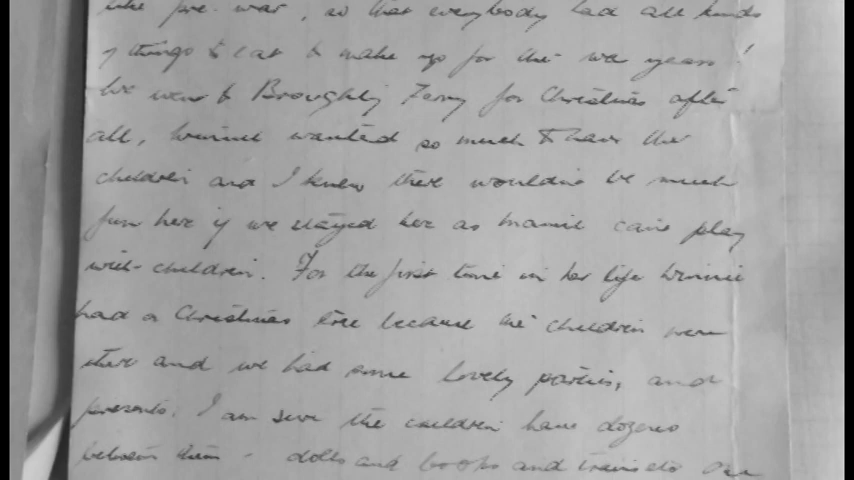 like pre-war, so that everybody had all kinds
of things to eat to make up for the war years!
We went to Broughty Ferry for Christmas after
all, Winnie wanted so much to have the
children and I knew there wouldn't be much
fun here if we stayed here as Mamie can't play
with children. For the first time in her life Winnie
had a Christmas tree because the children were
there and we had some lovely parties, and
presents. I am sure the children have dozens
between them - dolls and books and trains etc